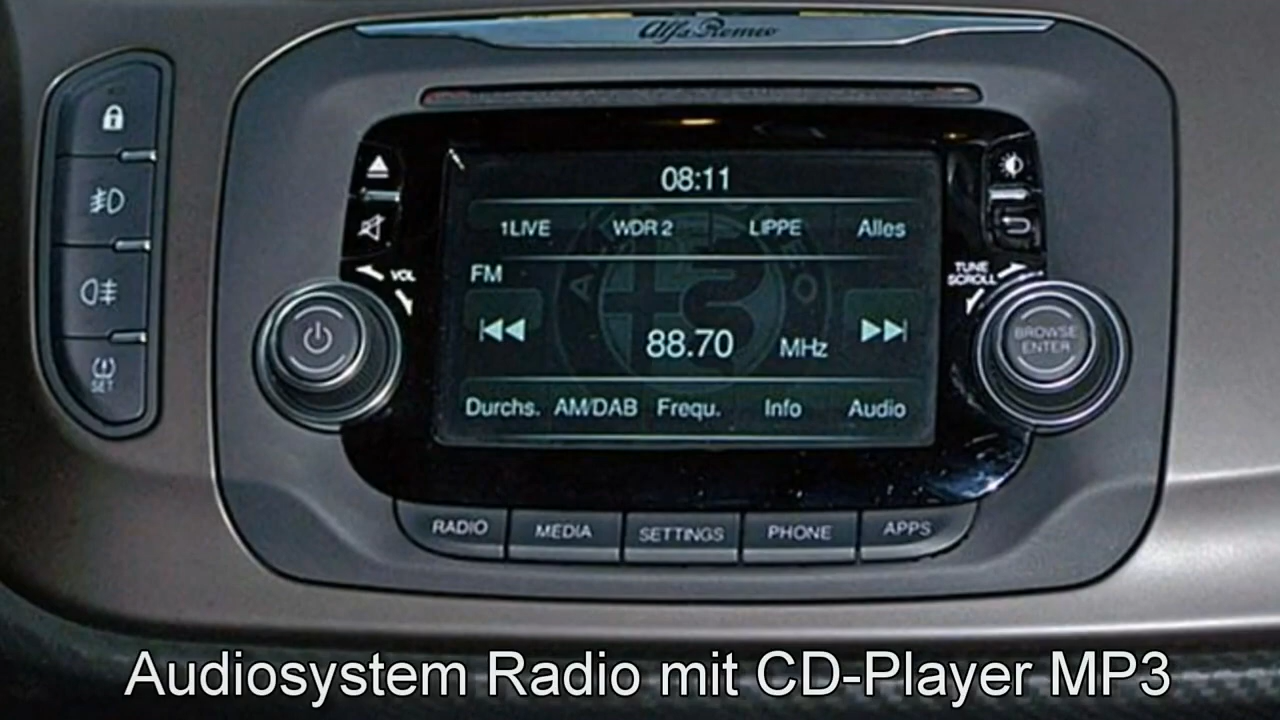 Alfa Romeo
08:11
1LIVE WDR 2 LIPPE Alles
FM
VOL
TUNE
SCROLL
88.70 MHz
BROWSE
ENTER
SET
Durchs. AM/DAB Frequ. Info Audio
RADIO MEDIA SETTINGS PHONE APPS
Audiosystem Radio mit CD-Player MP3